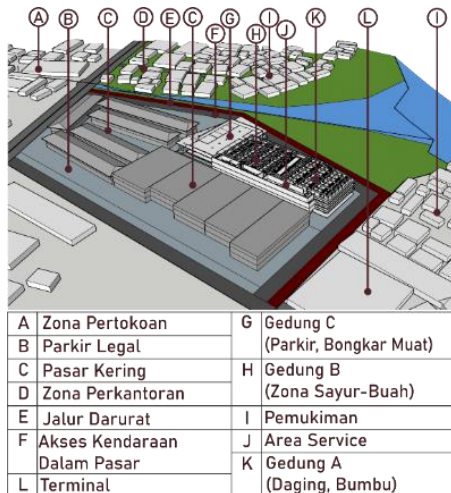 A B C D E C F G H I J K L I
A Zona Pertokoan
B Parkir Legal
C Pasar Kering
D Zona Perkantoran
E Jalur Darurat
F Akses Kendaraan
Dalam Pasar
L Terminal
G Gedung C
(Parkir, Bongkar Muat)
H Gedung B
(Zona Sayur-Buah)
I Pemukiman
J Area Service
K Gedung A
(Daging, Bumbu)